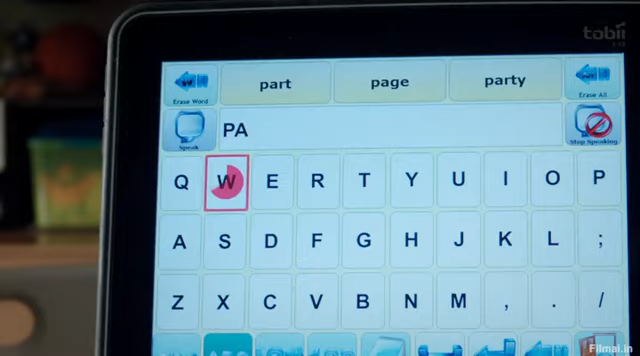 tobii
part page party
Erase Word Erase All
PA
Speak Stop Speaking
Q W E R T Y U I O P
A S D F G H J K L ;
Z X C V B N M , . /
Filmai.in